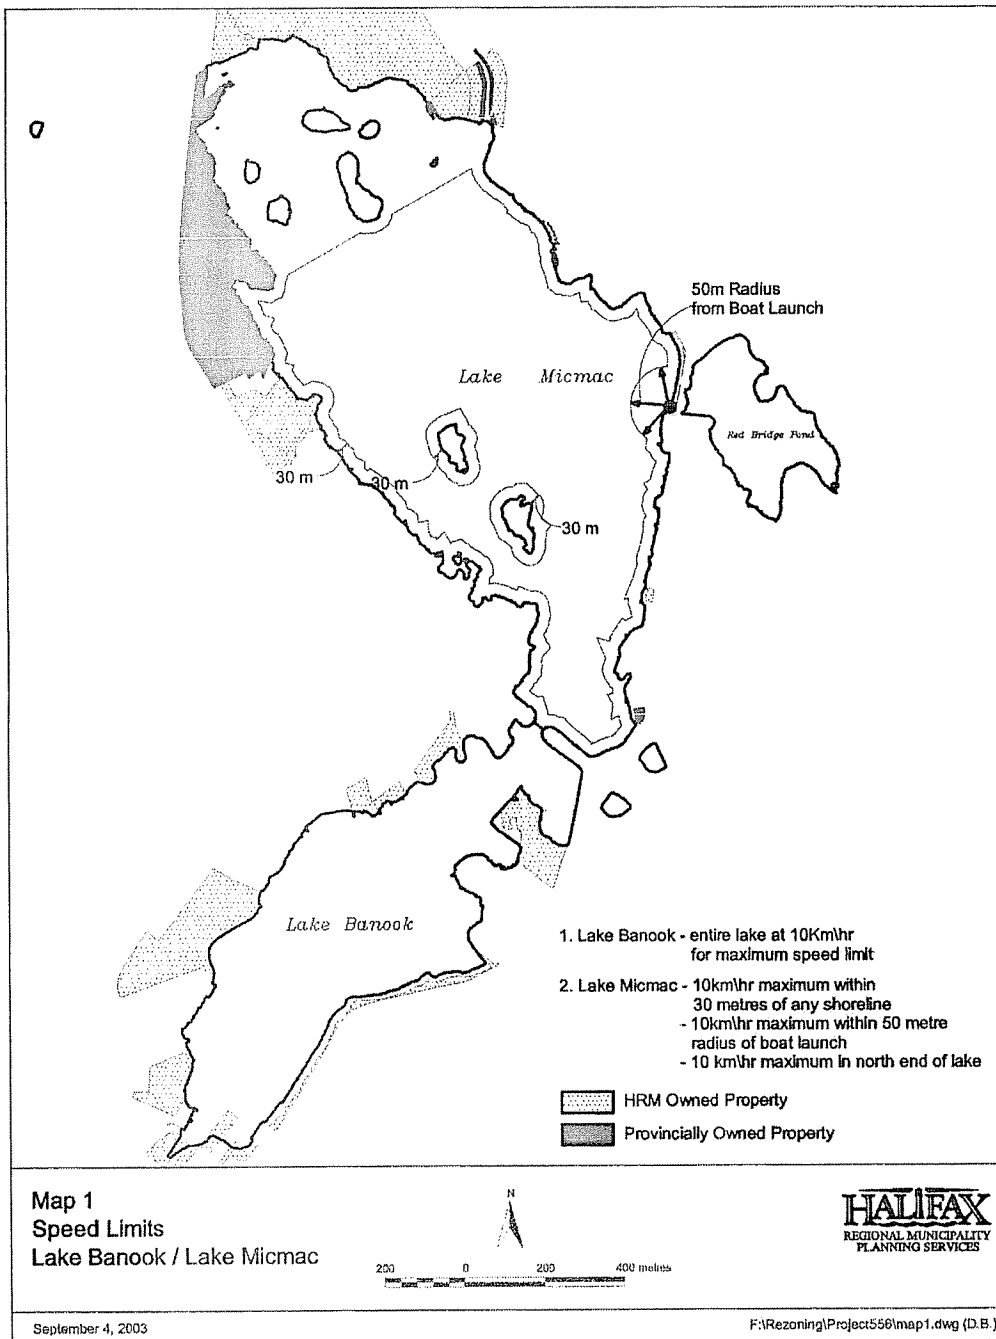 50m Radius
from Boat Launch
Lake Micmac
Red Bridge Pond
30 m
30 m
30 m
Lake Banook
1. Lake Banook - entire lake at 10Km\hr
for maximum speed limit
2. Lake Micmac - 10km\hr maximum within
30 metres of any shoreline
- 10km\hr maximum within 50 metre
radius of boat launch
- 10 km\hr maximum in north end of lake
HRM Owned Property
Provincially Owned Property
Map 1
Speed Limits
Lake Banook / Lake Micmac
N
200 0 200 400 metres
HALIFAX
REGIONAL MUNICIPALITY
PLANNING SERVICES
September 4, 2003
F:\Rezoning\Project556\map1.dwg (D.B.)